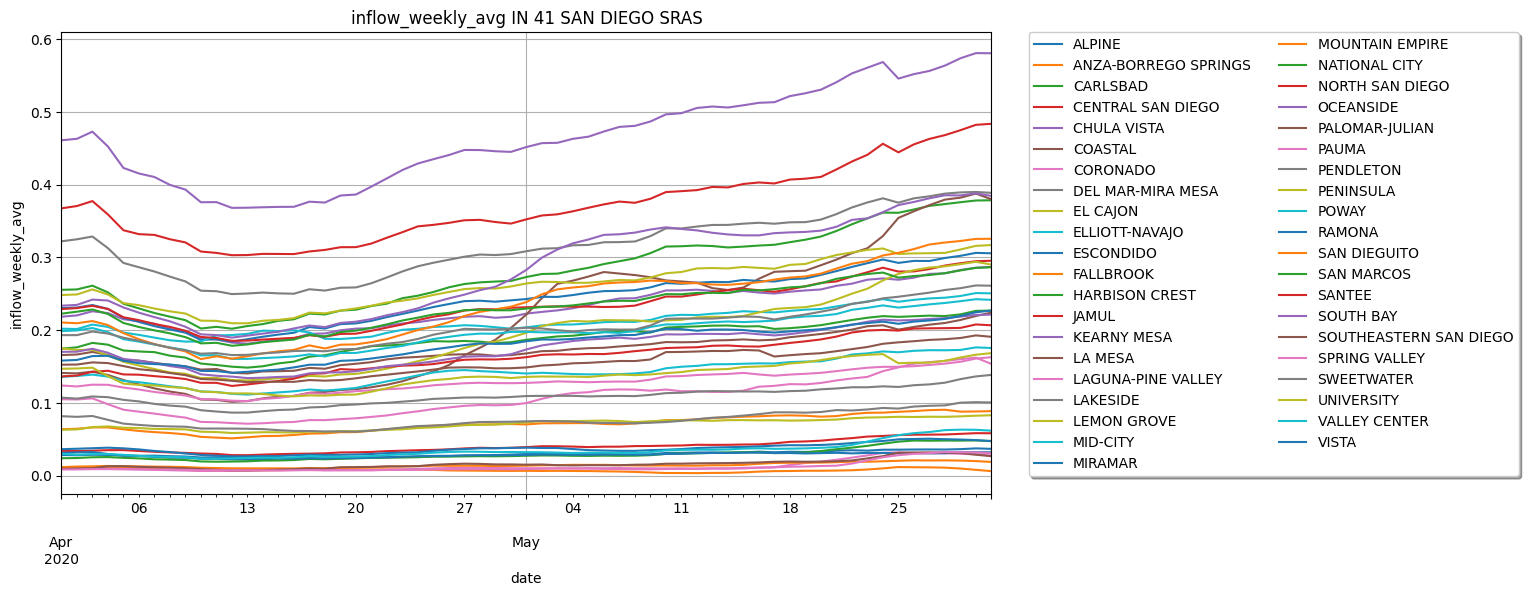 inflow_weekly_avg IN 41 SAN DIEGO SRAS
inflow_weekly_avg
0.6
0.5
0.4
0.3
0.2
0.1
0.0
06
13
20
27
04
11
18
25
Apr
2020
May
date
ALPINE
ANZA-BORREGO SPRINGS
CARLSBAD
CENTRAL SAN DIEGO
CHULA VISTA
COASTAL
CORONADO
DEL MAR-MIRA MESA
EL CAJON
ELLIOTT-NAVAJO
ESCONDIDO
FALLBROOK
HARBISON CREST
JAMUL
KEARNY MESA
LA MESA
LAGUNA-PINE VALLEY
LAKESIDE
LEMON GROVE
MID-CITY
MIRAMAR
MOUNTAIN EMPIRE
NATIONAL CITY
NORTH SAN DIEGO
OCEANSIDE
PALOMAR-JULIAN
PAUMA
PENDLETON
PENINSULA
POWAY
RAMONA
SAN DIEGUITO
SAN MARCOS
SANTEE
SOUTH BAY
SOUTHEASTERN SAN DIEGO
SPRING VALLEY
SWEETWATER
UNIVERSITY
VALLEY CENTER
VISTA